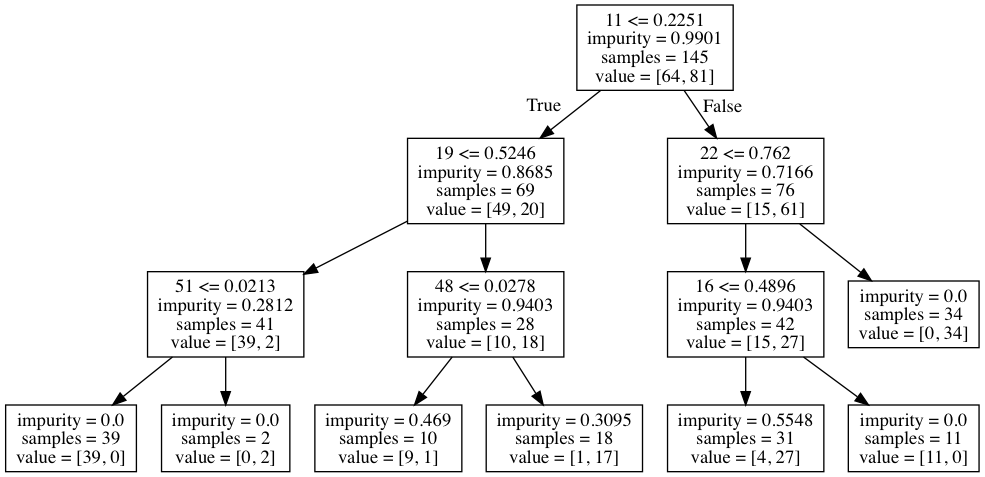 11 <= 0.2251
impurity = 0.9901
samples = 145
value = [64, 81]
True
False
19 <= 0.5246
impurity = 0.8685
samples = 69
value = [49, 20]
22 <= 0.762
impurity = 0.7166
samples = 76
value = [15, 61]
51 <= 0.0213
impurity = 0.2812
samples = 41
value = [39, 2]
48 <= 0.0278
impurity = 0.9403
samples = 28
value = [10, 18]
16 <= 0.4896
impurity = 0.9403
samples = 42
value = [15, 27]
impurity = 0.0
samples = 34
value = [0, 34]
impurity = 0.0
samples = 39
value = [39, 0]
impurity = 0.0
samples = 2
value = [0, 2]
impurity = 0.469
samples = 10
value = [9, 1]
impurity = 0.3095
samples = 18
value = [1, 17]
impurity = 0.5548
samples = 31
value = [4, 27]
impurity = 0.0
samples = 11
value = [11, 0]